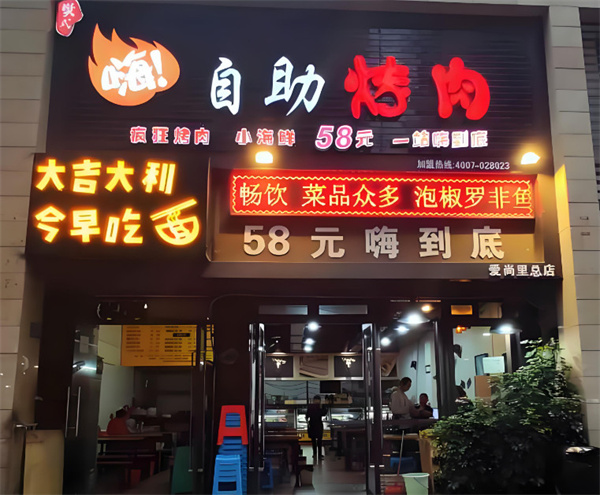 嗨!
自助烤肉
疯狂烤肉 小海鲜 58元 一站嗨到底
加盟热线:4007-028023
大吉大利
今早吃面
畅饮 菜品众多 泡椒罗非鱼
58元嗨到底
爱尚里总店